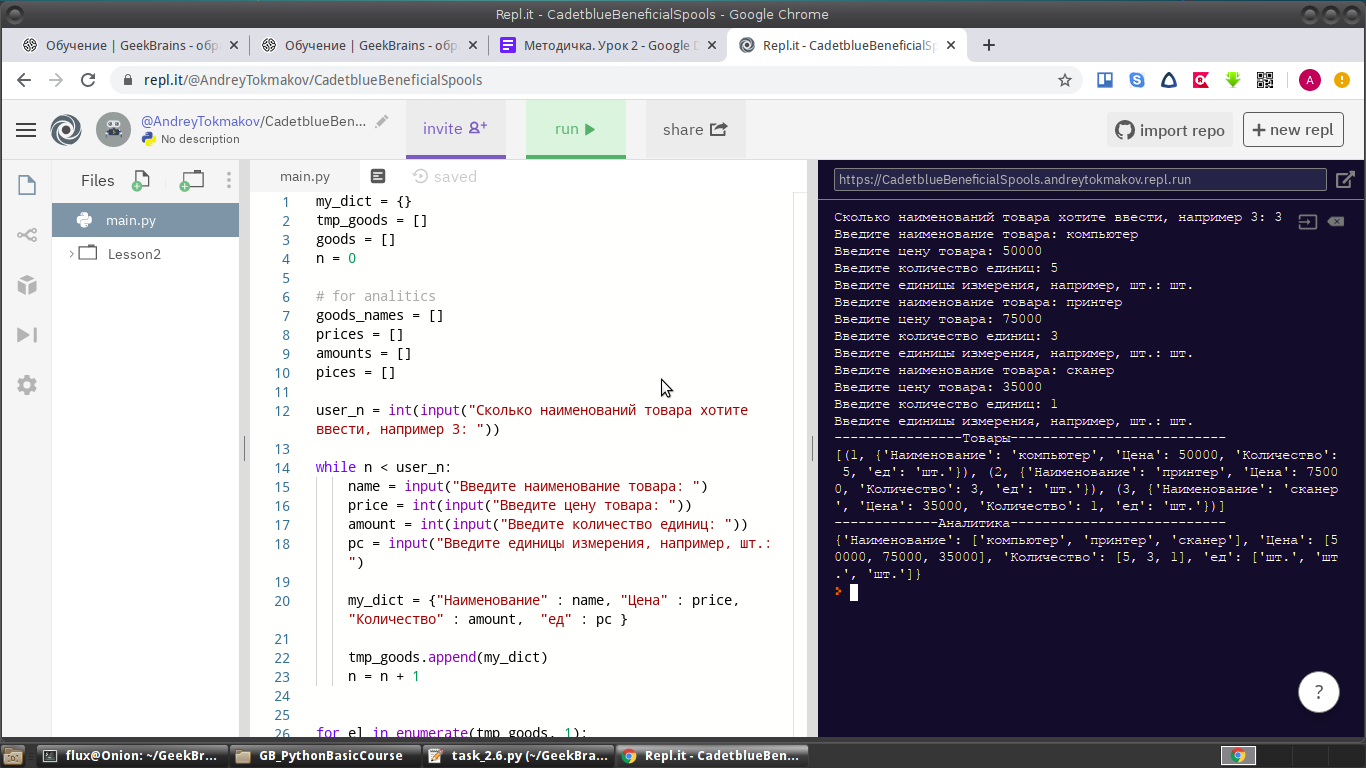 Repl.it - CadetblueBeneficialSpools - Google Chrome
Обучение | GeekBrains - обр
Обучение | GeekBrains - обр
Методичка. Урок 2 - Google D
Repl.it - CadetblueBeneficialSp
repl.it/@AndreyTokmakov/CadetblueBeneficialSpools
A
@AndreyTokmakov/CadetblueBen...
No description
invite
run
share
import repo
+ new repl
Files
main.py
Lesson2
main.py
saved
1 my_dict = {}
2 tmp_goods = []
3 goods = []
4 n = 0
5
6 # for analitics
7 goods_names = []
8 prices = []
9 amounts = []
10 pices = []
11
12 user_n = int(input("Сколько наименований товара хотите
ввести, например 3: "))
13
14 while n < user_n:
15 name = input("Введите наименование товара: ")
16 price = int(input("Введите цену товара: "))
17 amount = int(input("Введите количество единиц: "))
18 pc = input("Введите единицы измерения, например, шт.:
")
19
20 my_dict = {"Наименование" : name, "Цена" : price,
"Количество" : amount,  "ед" : pc }
21
22 tmp_goods.append(my_dict)
23 n = n + 1
24
25
26 for el in enumerate(tmp_goods, 1):
https://CadetblueBeneficialSpools.andreytokmakov.repl.run
Сколько наименований товара хотите ввести, например 3: 3
Введите наименование товара: компьютер
Введите цену товара: 50000
Введите количество единиц: 5
Введите единицы измерения, например, шт.: шт.
Введите наименование товара: принтер
Введите цену товара: 75000
Введите количество единиц: 3
Введите единицы измерения, например, шт.: шт.
Введите наименование товара: сканер
Введите цену товара: 35000
Введите количество единиц: 1
Введите единицы измерения, например, шт.: шт.
----------------Товары---------------------------
[(1, {'Наименование': 'компьютер', 'Цена': 50000, 'Количество':
5, 'ед': 'шт.'}), (2, {'Наименование': 'принтер', 'Цена': 7500
0, 'Количество': 3, 'ед': 'шт.'}), (3, {'Наименование': 'сканер
', 'Цена': 35000, 'Количество': 1, 'ед': 'шт.'})]
-------------Аналитика---------------------------
{'Наименование': ['компьютер', 'принтер', 'сканер'], 'Цена': [5
0000, 75000, 35000], 'Количество': [5, 3, 1], 'ед': ['шт.', 'шт
.', 'шт.']}
?
flux@Onion: ~/GeekBr...
GB_PythonBasicCourse
task_2.6.py (~/GeekBra...
Repl.it - CadetblueBen...